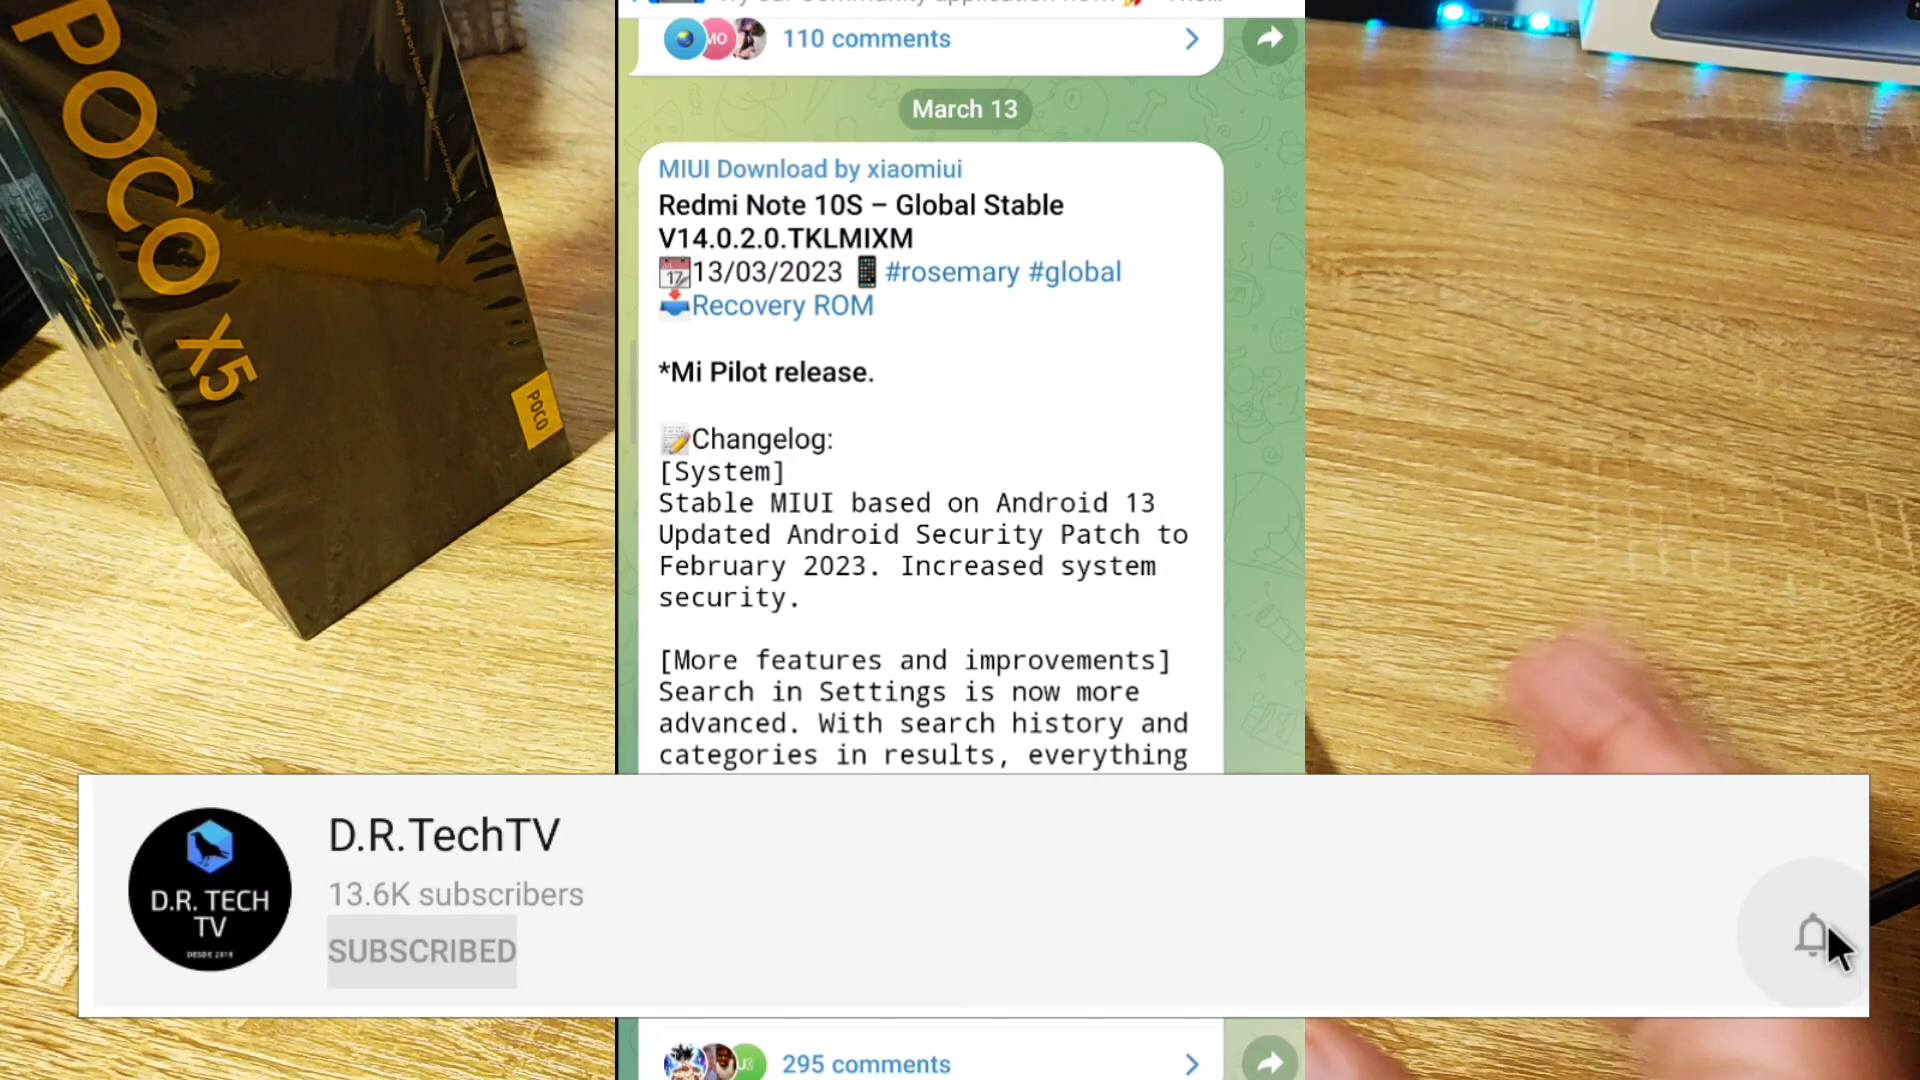 POCO X5
POCO
110 comments
March 13
MIUI Download by xiaomiui
Redmi Note 10S – Global Stable
V14.0.2.0.TKLMIXM
13/03/2023 #rosemary #global
Recovery ROM
*Mi Pilot release.
Changelog:
[System]
Stable MIUI based on Android 13
Updated Android Security Patch to
February 2023. Increased system
security.
[More features and improvements]
Search in Settings is now more
advanced. With search history and
categories in results, everything
D.R. TECH
TV
DESDE 2018
D.R.TechTV
13.6K subscribers
SUBSCRIBED
295 comments